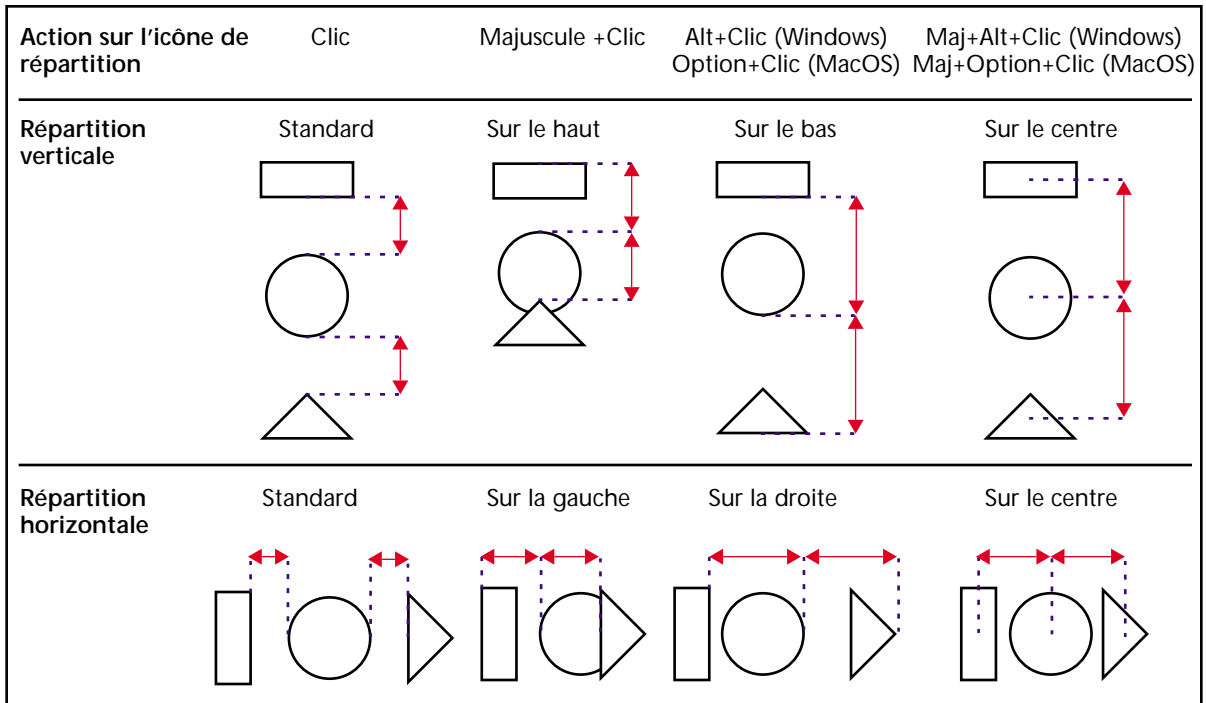 Action sur l'icône de répartition
Clic
Majuscule +Clic
Alt+Clic (Windows)
Option+Clic (MacOS)
Maj+Alt+Clic (Windows)
Maj+Option+Clic (MacOS)
Répartition verticale
Standard
Sur le haut
Sur le bas
Sur le centre
Répartition horizontale
Standard
Sur la gauche
Sur la droite
Sur le centre